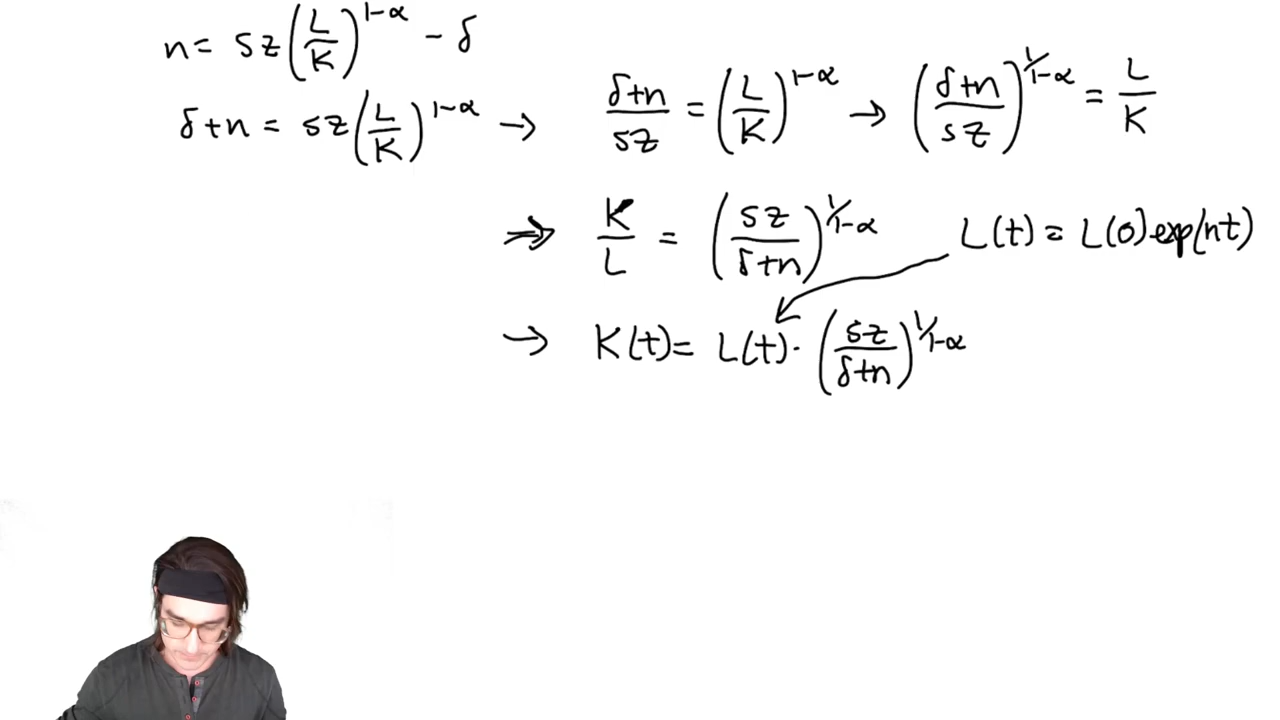 n = sz(L/K)^{1-α} - δ
δ+n = sz(L/K)^{1-α} → (δ+n)/(sz) = (L/K)^{1-α} → ((δ+n)/(sz))^{1/1-α} = L/K
⇒ K/L = (sz/(δ+n))^{1/1-α} L(t) = L(0)exp(nt)
→ K(t) = L(t)·(sz/(δ+n))^{1/1-α}